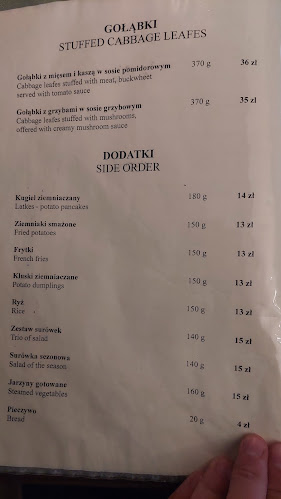 GOŁĄBKI
STUFFED CABBAGE LEAFES
Gołąbki z mięsem i kaszą w sosie pomidorowym 370 g 36 zł
Cabbage leafes stuffed with meat, buckwheat
served with tomato sauce
Gołąbki z grzybami w sosie grzybowym 370 g 35 zł
Cabbage leafes stuffed with mushrooms,
offered with creamy mushroom sauce
DODATKI
SIDE ORDER
Kugiel ziemniaczany 180 g 14 zł
Latkes - potato pancakes
Ziemniaki smażone 150 g 13 zł
Fried potatoes
Frytki 150 g 13 zł
French fries
Kluski ziemniaczane 150 g 13 zł
Potato dumplings
Ryż 150 g 13 zł
Rice
Zestaw surówek 140 g 15 zł
Trio of salad
Surówka sezonowa 140 g 15 zł
Salad of the season
Jarzyny gotowane 160 g 15 zł
Steamed vegetables
Pieczywo 20 g 4 zł
Bread